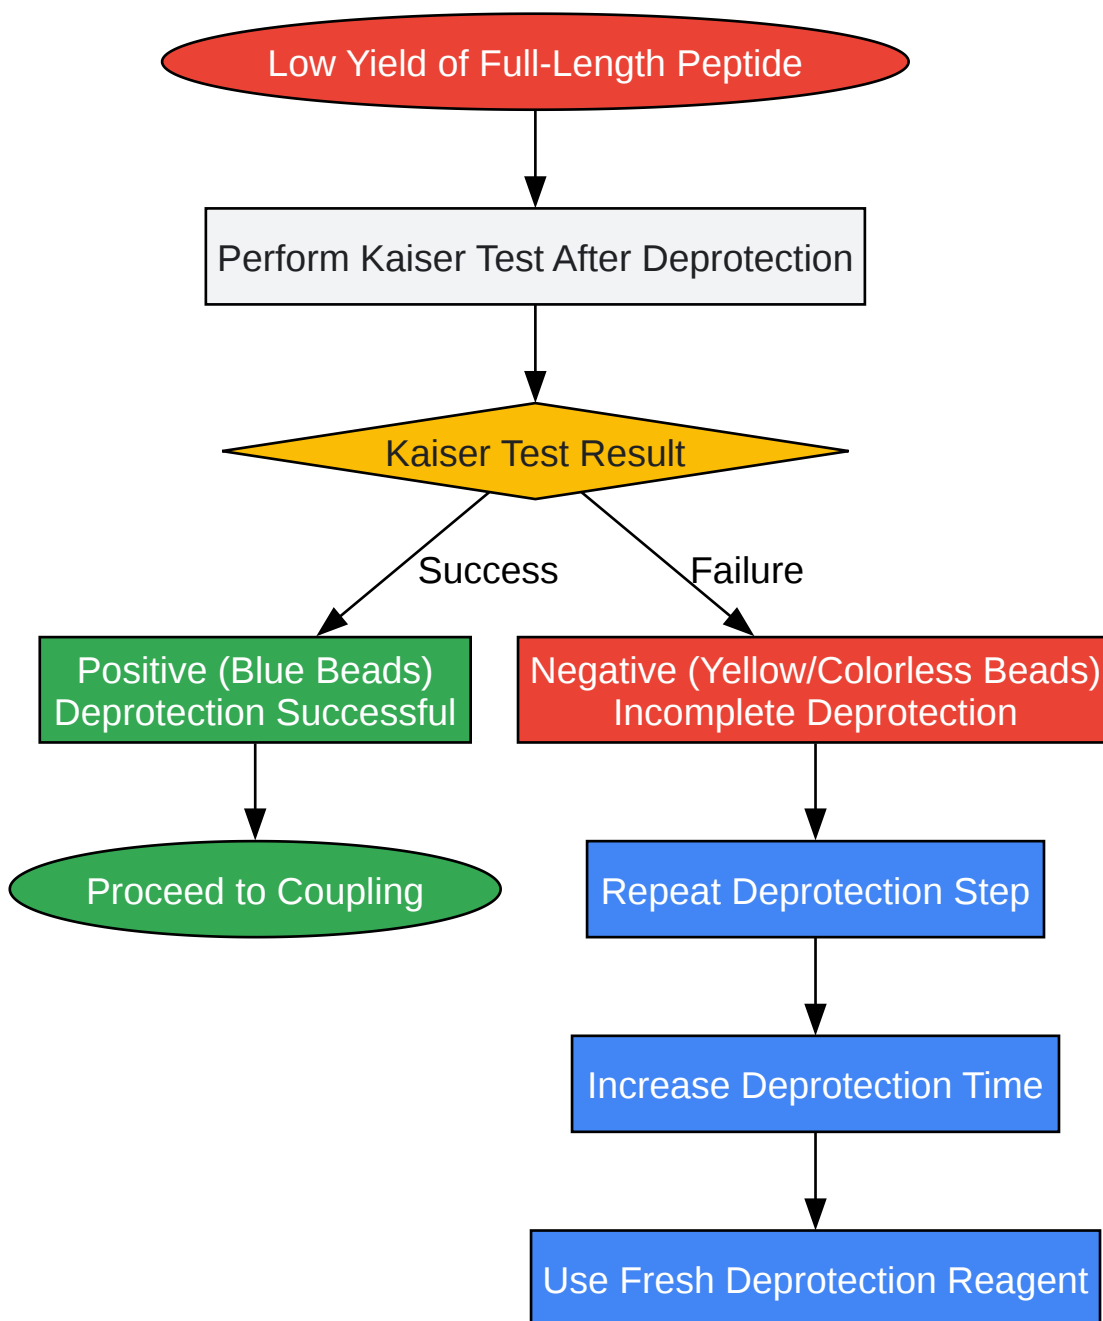 Low Yield of Full-Length Peptide
Perform Kaiser Test After Deprotection
Kaiser Test Result
Success
Failure
Positive (Blue Beads)
Deprotection Successful
Negative (Yellow/Colorless Beads)
Incomplete Deprotection
Proceed to Coupling
Repeat Deprotection Step
Increase Deprotection Time
Use Fresh Deprotection Reagent